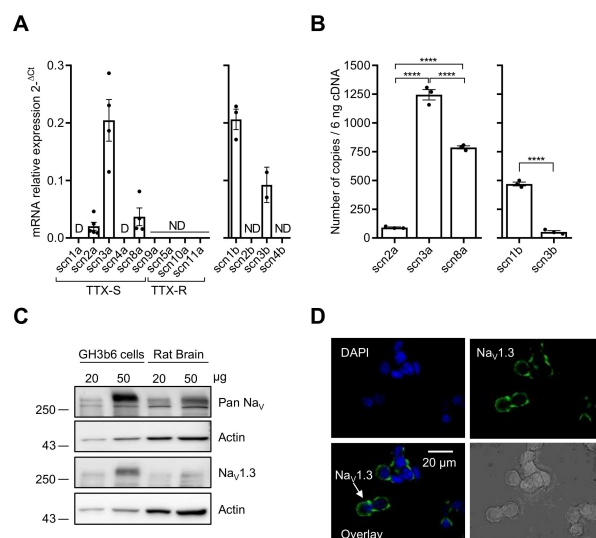 A
mRNA relative expression 2-ΔCt
0.3
0.2
0.1
0.0
D
D
ND
ND
ND
scn1a
scn2a
scn3a
scn4a
scn8a
scn9a
scn5a
scn10a
scn11a
scn1b
scn2b
scn3b
scn4b
TTX-S
TTX-R
B
Number of copies / 6 ng cDNA
1500
1250
1000
750
500
250
0
****
**** ****
****
scn2a
scn3a
scn8a
scn1b
scn3b
C
GH3b6 cells Rat Brain
20 50 20 50 µg
250
Pan NaV
43
Actin
250
NaV1.3
43
Actin
D
DAPI
NaV1.3
20 µm
NaV1.3
Overlay